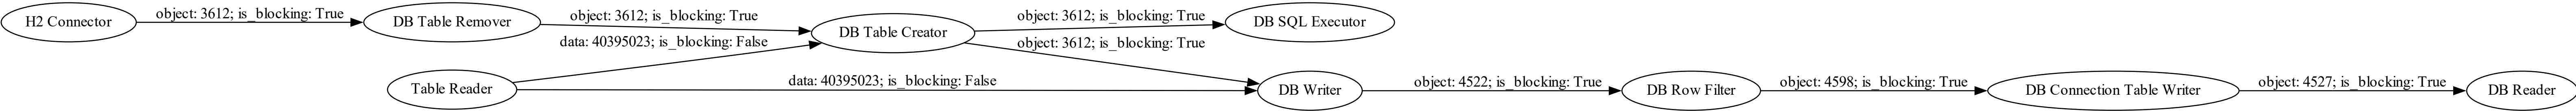 H2 Connector
object: 3612; is_blocking: True
DB Table Remover
object: 3612; is_blocking: True
DB Table Creator
object: 3612; is_blocking: True
DB SQL Executor
data: 40395023; is_blocking: False
object: 3612; is_blocking: True
Table Reader
data: 40395023; is_blocking: False
DB Writer
object: 4522; is_blocking: True
DB Row Filter
object: 4598; is_blocking: True
DB Connection Table Writer
object: 4527; is_blocking: True
DB Reader